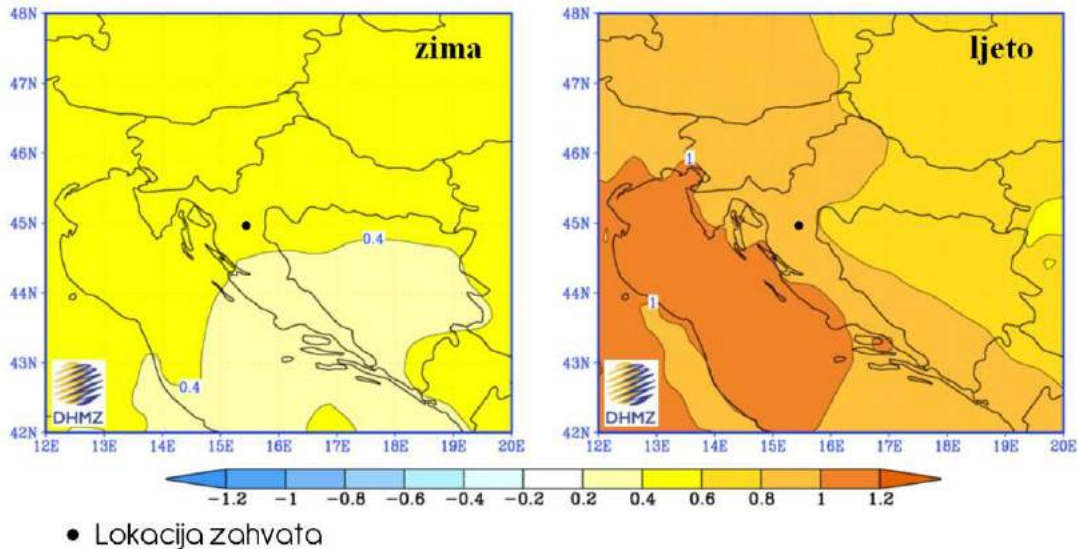 zima
ljeto
48N
47N
46N
45N
44N
43N
42N
12E 13E 14E 15E 16E 17E 18E 19E 20E
0.4
0.4
DHMZ
48N
47N
46N
45N
44N
43N
42N
12E 13E 14E 15E 16E 17E 18E 19E 20E
1
1
DHMZ
-1.2 -1 -0.8 -0.6 -0.4 -0.2 0.2 0.4 0.6 0.8 1 1.2
● Lokacija zahvata